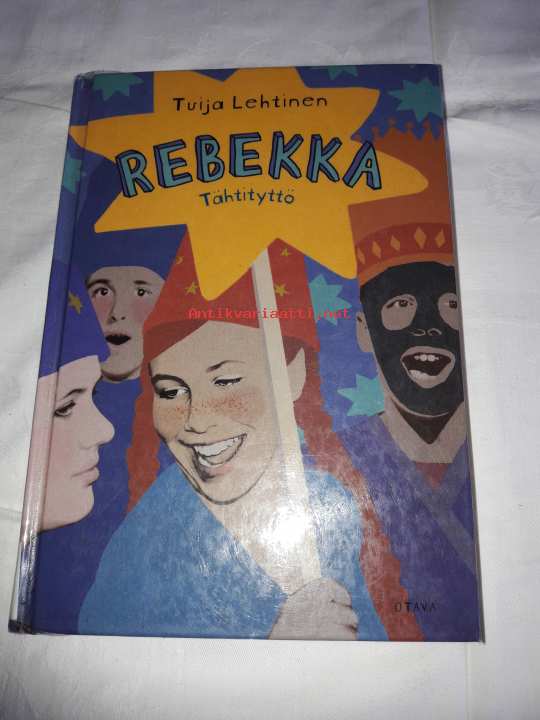 Tuija Lehtinen
REBEKKA
Tähtityttö
Antikvariaatti.net
OTAVA